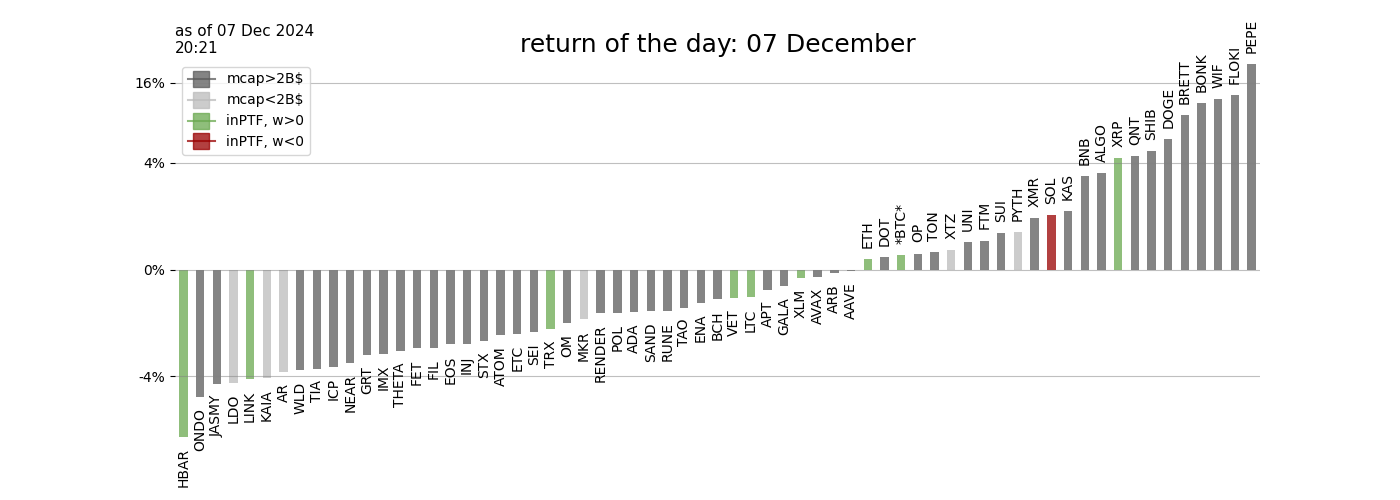 as of 07 Dec 2024
20:21
return of the day: 07 December
mcap>2B$
mcap<2B$
inPTF, w>0
inPTF, w<0
16%
4%
0%
-4%
HBAR
ONDO
JASMY
LDO
LINK
KAIA
AR
WLD
TIA
ICP
NEAR
GRT
IMX
THETA
FET
FIL
EOS
INJ
STX
ATOM
ETC
SEI
TRX
OM
MKR
RENDER
POL
ADA
SAND
RUNE
TAO
ENA
BCH
VET
LTC
APT
GALA
XLM
AVAX
ARB
AAVE
ETH
DOT
*BTC*
OP
TON
XTZ
UNI
FTM
SUI
PYTH
XMR
SOL
KAS
BNB
ALGO
XRP
QNT
SHIB
DOGE
BRETT
BONK
WIF
FLOKI
PEPE